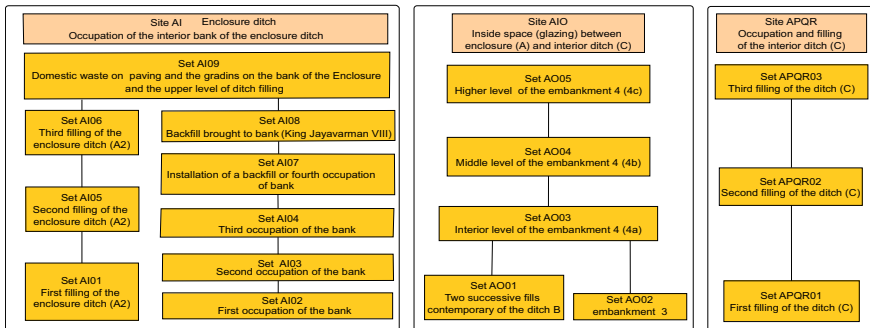 Site AI Enclosure ditch
Occupation of the interior bank of the enclosure ditch
Set AI09
Domestic waste on paving and the gradins on the bank of the Enclosure
and the upper level of ditch filling
Set AI06
Third filling of the
enclosure ditch (A2)
Set AI05
Second filling of the
enclosure ditch (A2)
Set AI01
First filling of the
enclosure ditch (A2)
Set AI08
Backfill brought to bank (King Jayavarman VIII)
Set AI07
Installation of a backfill or fourth occupation
of bank
Set AI04
Third occupation of the bank
Set AI03
Second occupation of the bank
Set AI02
First occupation of the bank
Site AIO
Inside space (glazing) between
enclosure (A) and interior ditch (C)
Set AO05
Higher level of the embankment 4 (4c)
Set AO04
Middle level of the embankment 4 (4b)
Set AO03
Interior level of the embankment 4 (4a)
Set AO01
Two successive fills
contemporary of the ditch B
Set AO02
embankment 3
Site APQR
Occupation and filling
of the interior ditch (C)
Set APQR03
Third filling of the ditch (C)
Set APQR02
Second filling of the ditch (C)
Set APQR01
First filling of the ditch (C)